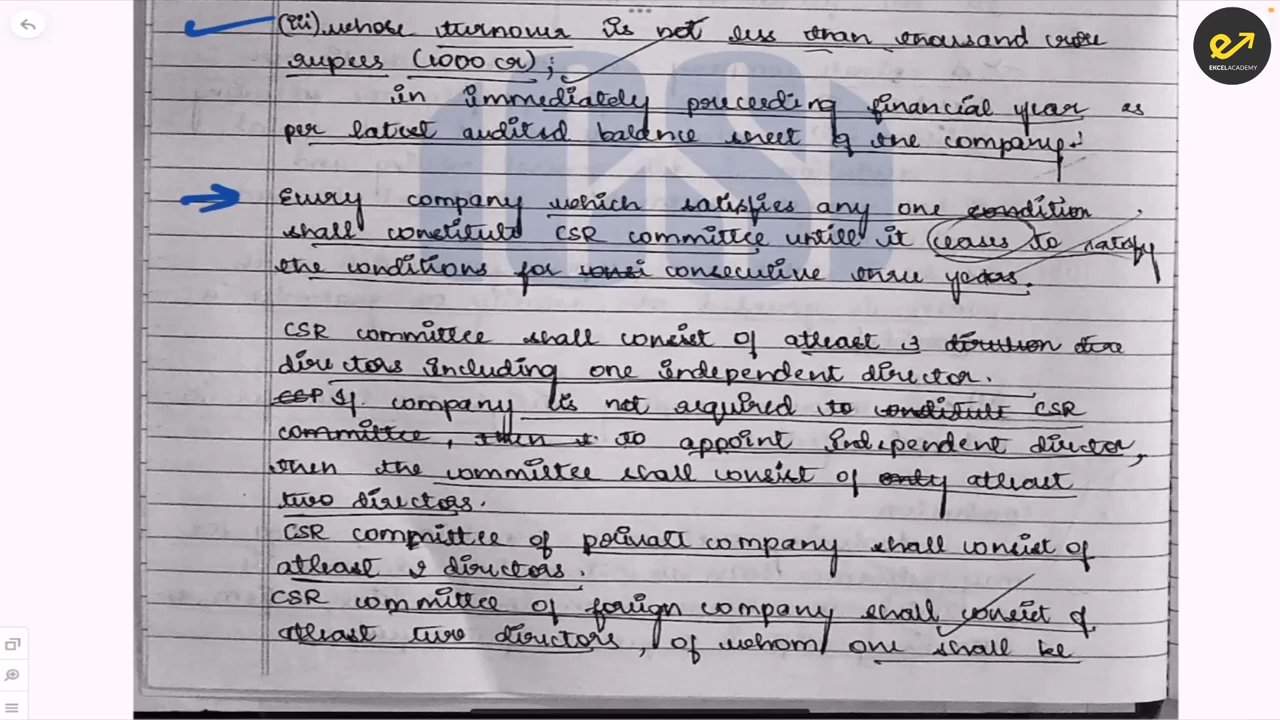 (iii) whose turnover is not less than thousand crore
rupees (1000 cr);
in immediately preceeding financial year as
per latest audited balance sheet of the company.
Every company which satisfies any one condition
shall constitute CSR committee untill it ceases to satisfy
the conditions for consecutive three years.
CSR committee shall consist of atleast 3
directors including one independent director.
If company is not required to constitute CSR
committee, to appoint independent director,
then the committee shall consist of only atleast
two directors.
CSR committee of private company shall consist of
atleast 2 directors.
CSR committee of foreign company shall consist of
atleast two directors, of whom one shall be
ICSI
EXCELACADEMY